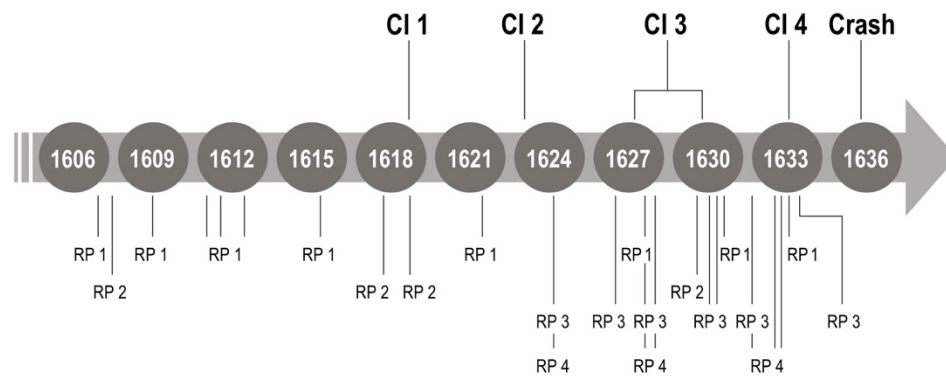 CI 1 CI 2 CI 3 CI 4 Crash
1606 1609 1612 1615 1618 1621 1624 1627 1630 1633 1636
RP 1 RP 1 RP 1 RP 1 RP 1 RP 1 RP 1 RP 1
RP 2 RP 2 RP 2 RP 2
RP 3 RP 3 RP 3 RP 3 RP 3 RP 3
RP 4 RP 4 RP 4